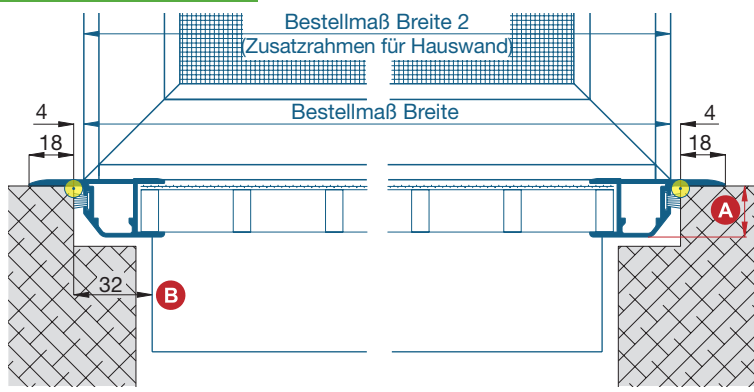 Bestellmaß Breite 2
(Zusatzrahmen für Hauswand)
4
Bestellmaß Breite
4
18
18
A
32
B